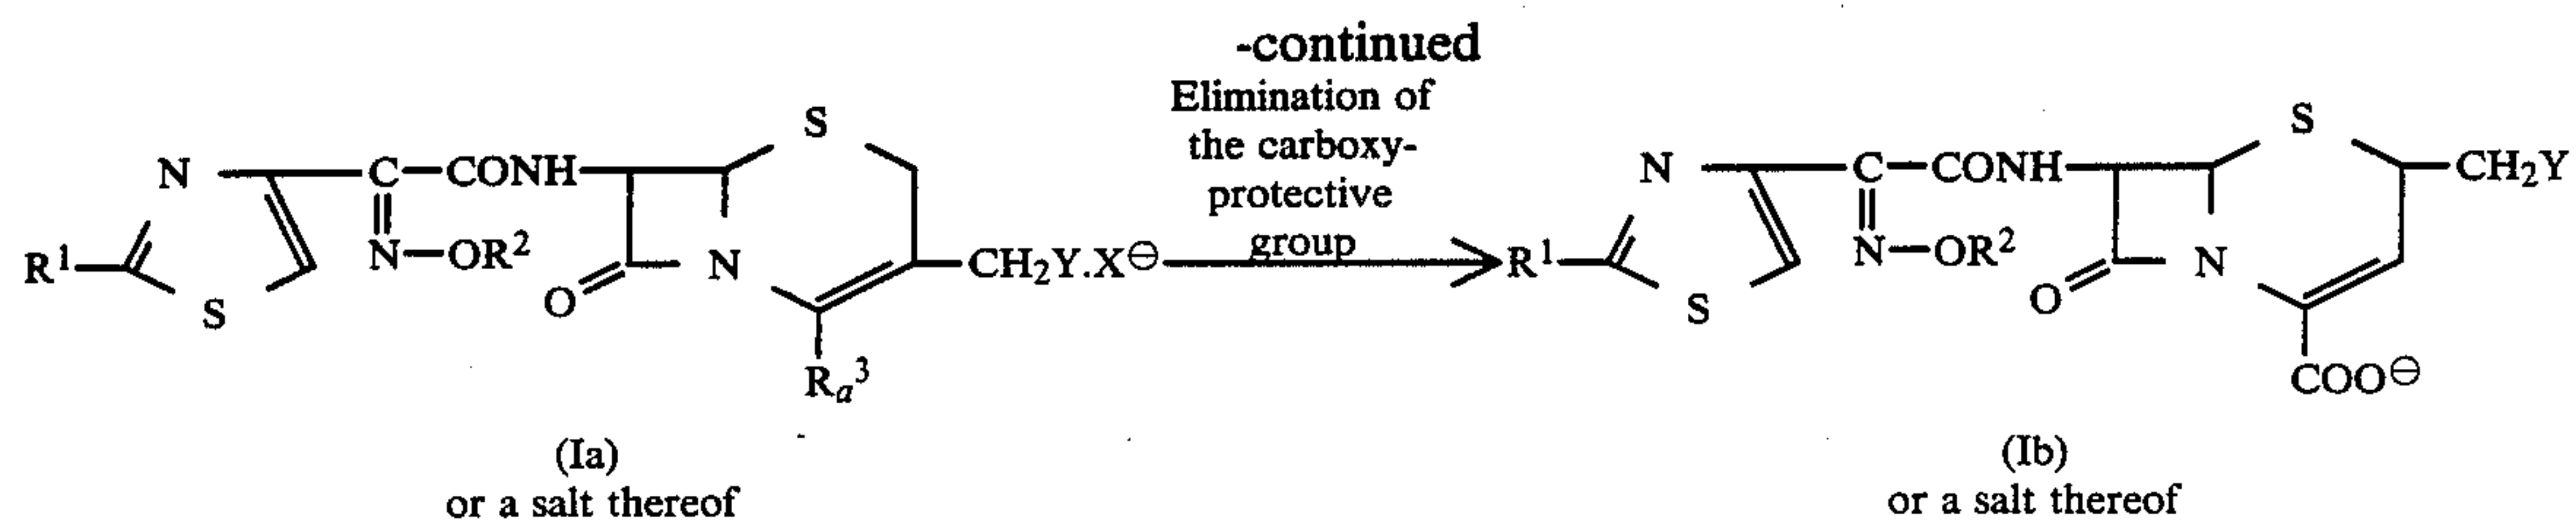 -continued
Elimination of
the carboxy-
protective
group
S
N
C
CONH
N
OR²
R¹
S
O
N
CH₂Y.X⊖
Rₐ³
(Ia)
or a salt thereof
S
N
C
CONH
CH₂Y
N
OR²
R¹
S
O
N
COO⊖
(Ib)
or a salt thereof